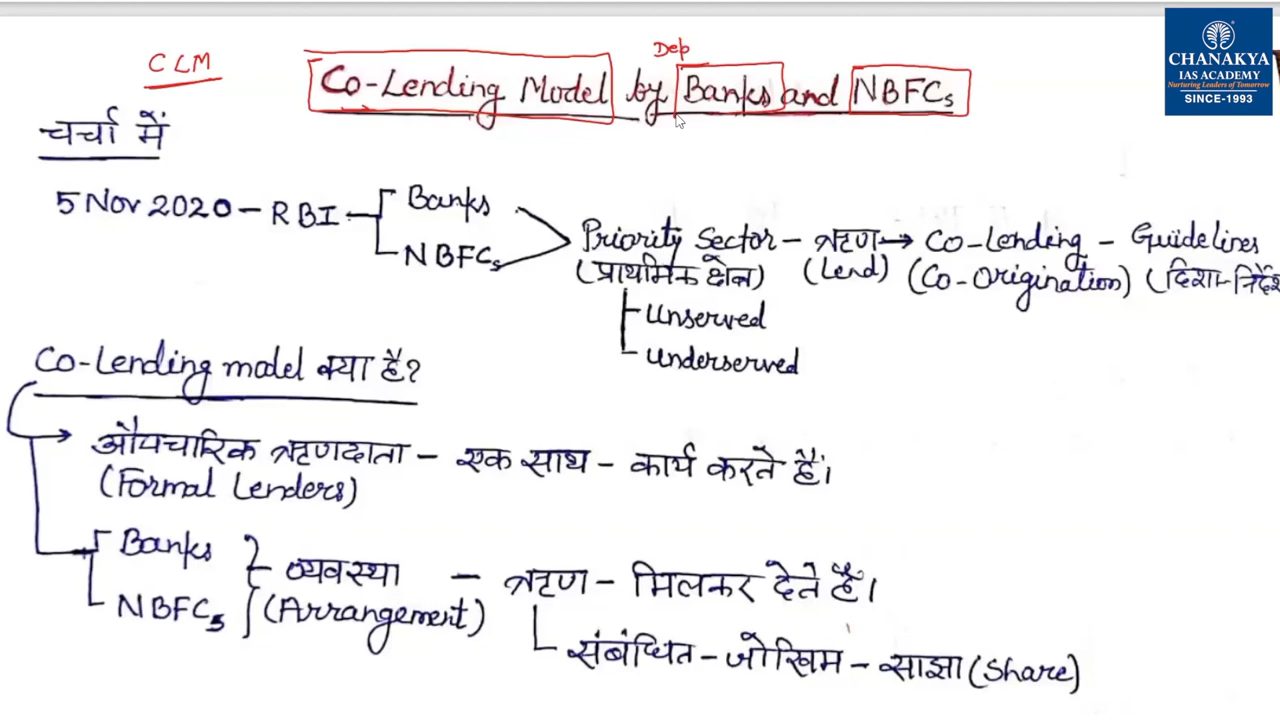 CLM
Dep
Co-Lending Model by Banks and NBFCs
CHANAKYA
IAS ACADEMY
Nurturing Leaders of Tomorrow
SINCE-1993
चर्चा में
5 Nov 2020 - RBI
Banks
NBFCs
Priority Sector - ऋण → Co-Lending - Guidelines
(प्राथमिक क्षेत्र) (Lend) (Co-Origination) (दिशा-निर्देश
Unserved
Underserved
Co-Lending model क्या है?
औपचारिक ऋणदाता - एक साथ - कार्य करते हैं।
(Formal Lenders)
Banks
NBFCs
व्यवस्था - ऋण - मिलकर देते हैं।
(Arrangement)
संबंधित - जोखिम - साझा (Share)